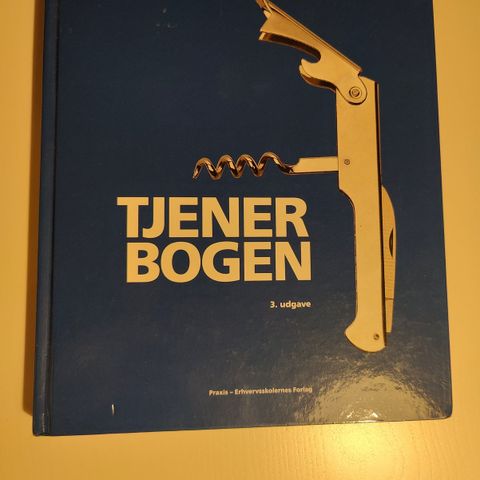 TJENER
BOGEN
3. udgave
Praxis – Erhvervsskolernes Forlag